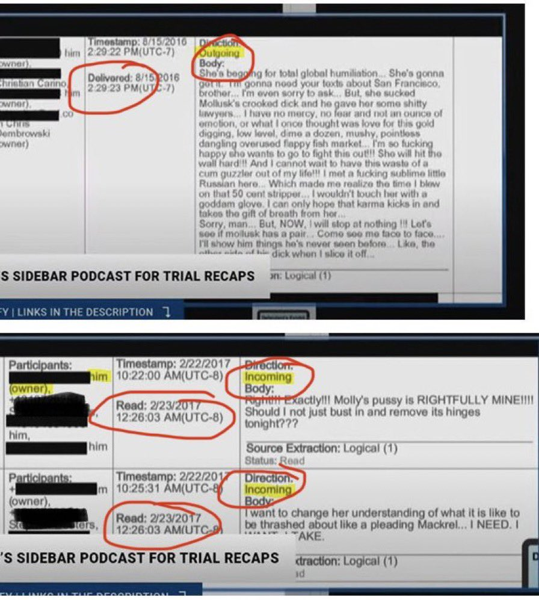 him
Timestamp: 8/15/2016
2:29:22 PM(UTC-7)
Direction:
Outgoing
Body:
owner),
Christian Carino,
him
owner),
co
n Chris
Dembrowski
owner)
Delivered: 8/15/2016
2:29:23 PM(UTC-7)
She's begging for total global humiliation... She's gonna
get it. I'm gonna need your texts about San Francisco,
brother... I'm even sorry to ask... But, she sucked
Mollusk's crooked dick and he gave her some shitty
lawyers... I have no mercy, no fear and not an ounce of
emotion, or what I once thought was love for this gold
digging, low level, dime a dozen, mushy, pointless
dangling overused flappy fish market... I'm so fucking
happy she wants to go to fight this out!!! She will hit the
wall hard!!! And I cannot wait to have this waste of a
cum guzzler out of my life!!! I met a fucking sublime little
Russian here... Which made me realize the time I blew
on that 50 cent stripper... I wouldn't touch her with a
goddam glove. I can only hope that karma kicks in and
takes the gift of breath from her...
Sorry, man... But, NOW, I will stop at nothing !!! Let's
see if mollusk has a pair... Come see me face to face....
I'll show him things he's never seen before... Like, the
other side of his dick when I slice it off...
S SIDEBAR PODCAST FOR TRIAL RECAPS
on: Logical (1)
FY | LINKS IN THE DESCRIPTION
Participants:
him
(owner),
him,
him
Timestamp: 2/22/2017
10:22:00 AM(UTC-8)
Read: 2/23/2017
12:26:03 AM(UTC-8)
Direction:
Incoming
Body:
Right!!! Exactly!!! Molly's pussy is RIGHTFULLY MINE!!!!
Should I not just bust in and remove its hinges
tonight???
Source Extraction: Logical (1)
Status: Read
Participants:
m
(owner),
ters,
Timestamp: 2/22/2017
10:25:31 AM(UTC-8)
Read: 2/23/2017
12:26:03 AM(UTC-8)
Direction:
Incoming
Body:
I want to change her understanding of what it is like to
be thrashed about like a pleading Mackrel... I NEED. I
WANT. I TAKE.
'S SIDEBAR PODCAST FOR TRIAL RECAPS
xtraction: Logical (1)
ad
FY | LINKS IN THE DESCRIPTION